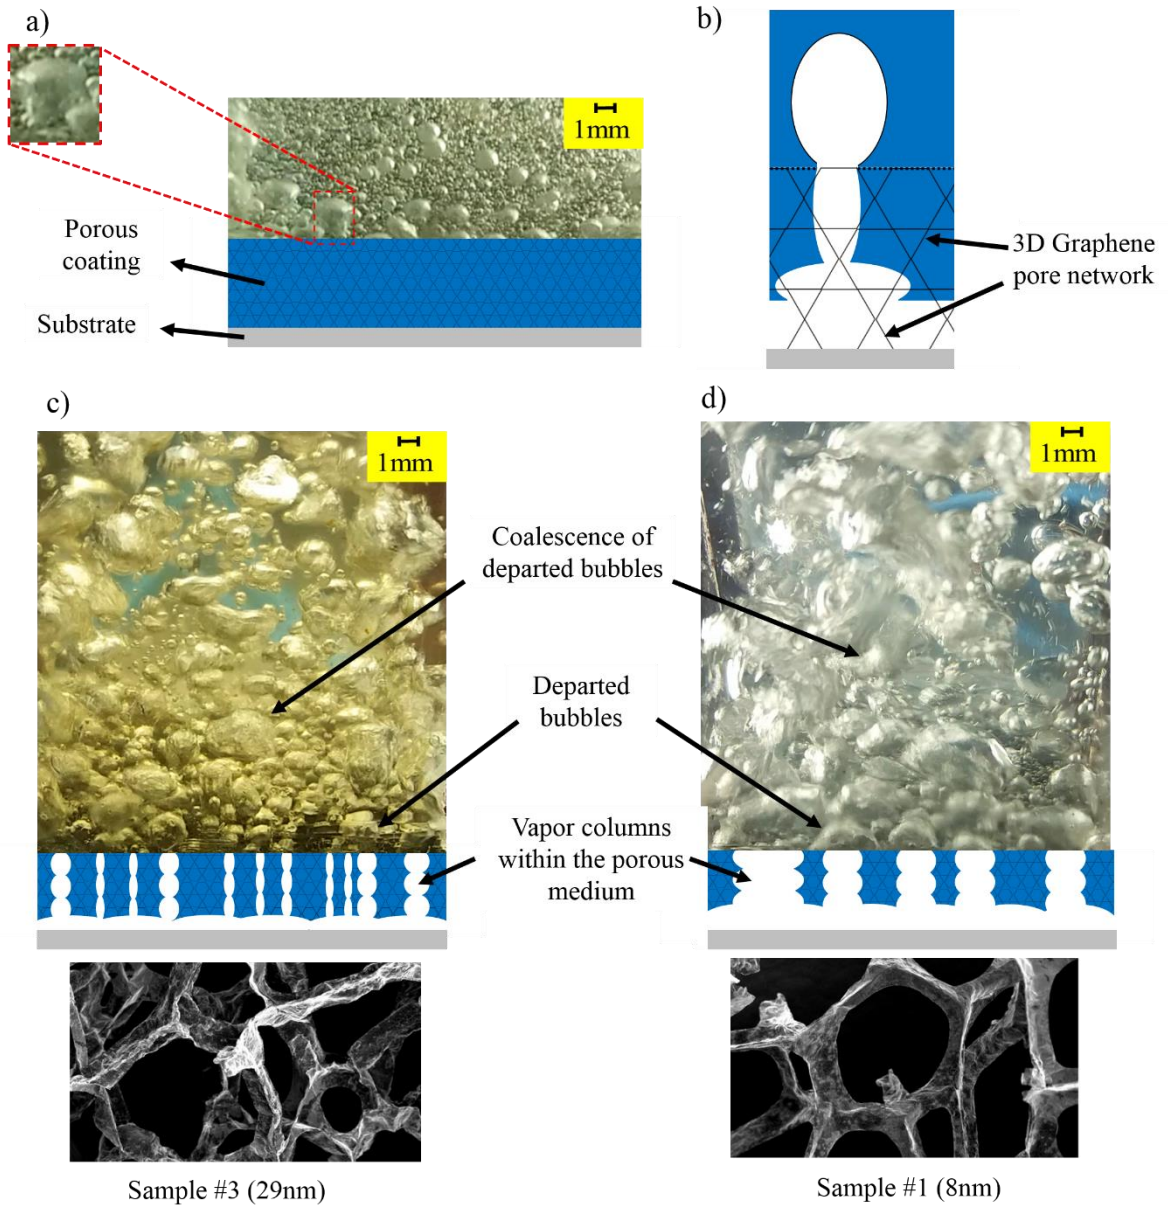 a)
1mm
Porous
coating
Substrate
b)
3D Graphene
pore network
c)
1mm
d)
1mm
Coalescence of
departed bubbles
Departed
bubbles
Vapor columns
within the porous
medium
Sample #3 (29nm)
Sample #1 (8nm)